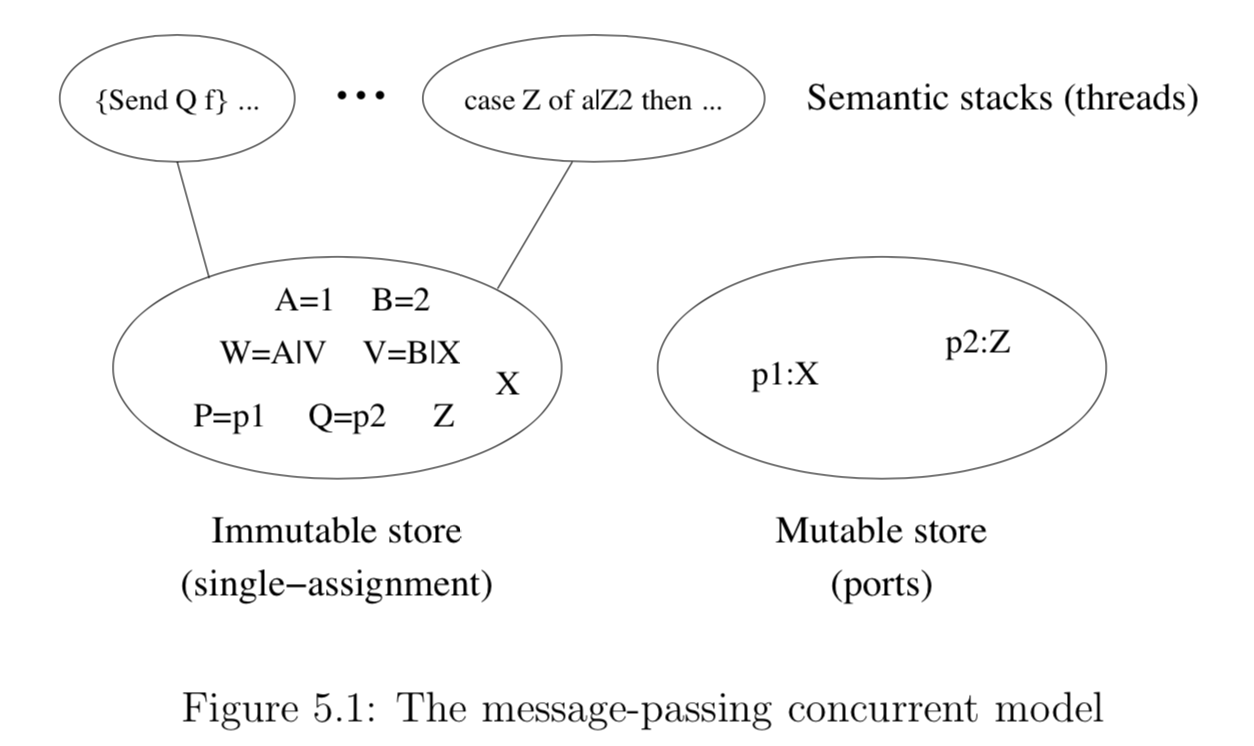 {Send Q f} ...
• • •
case Z of a|Z2 then ...
Semantic stacks (threads)
A=1 B=2
W=A|V V=B|X
X
P=p1 Q=p2 Z
p1:X
p2:Z
Immutable store
(single−assignment)
Mutable store
(ports)
Figure 5.1: The message-passing concurrent model